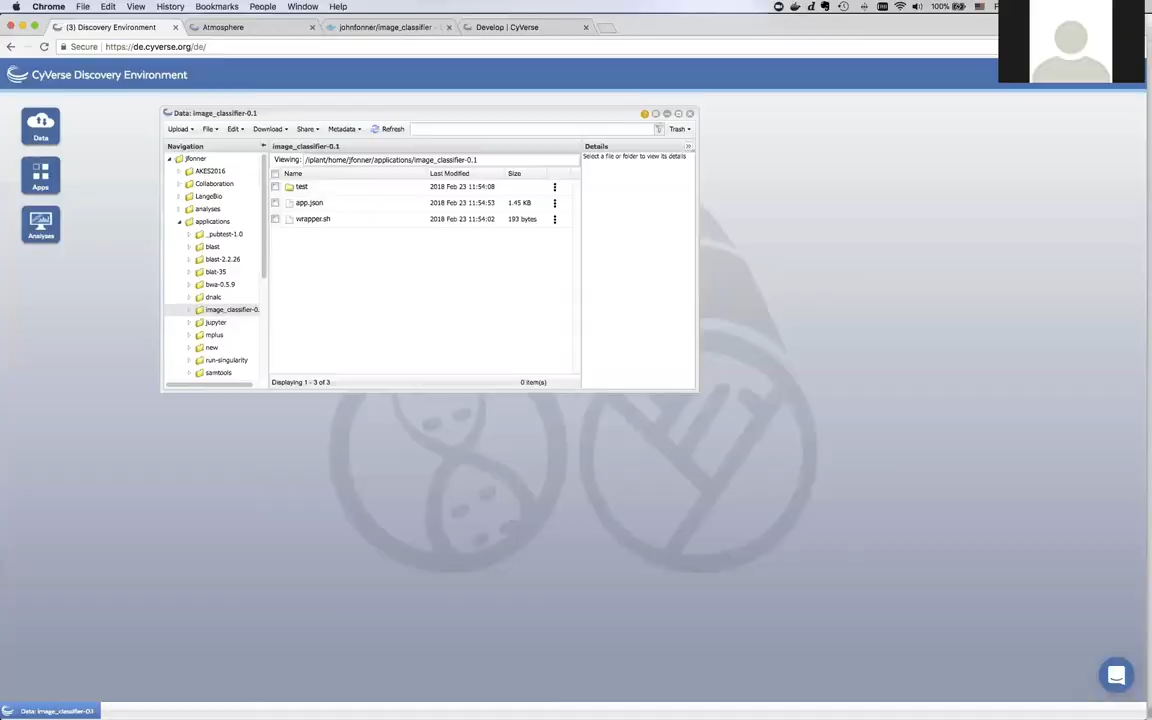 Chrome File Edit View History Bookmarks People Window Help 100%
(3) Discovery Environment Atmosphere johnfonner/image_classifier - Develop | CyVerse
Secure https://de.cyverse.org/de/
CyVerse Discovery Environment
Data
Apps
Analyses
Data: image_classifier-0.1
Upload File Edit Download Share Metadata Refresh Trash
Navigation image_classifier-0.1 Details
jfonner Viewing: /iplant/home/jfonner/applications/image_classifier-0.1 Select a file or folder to view its details
AKES2016 Name Last Modified Size
Collaboration test 2018 Feb 23 11:54:08
LangeBio app.json 2018 Feb 23 11:54:53 1.45 KB
analyses wrapper.sh 2018 Feb 23 11:54:02 193 bytes
applications
_pubtest-1.0
blast
blast-2.2.26
blat-35
bwa-0.5.9
dnalc
image_classifier-0.
jupyter
mplus
new
run-singularity
samtools
Displaying 1 - 3 of 3 0 item(s)
Data: image_classifier-0.1